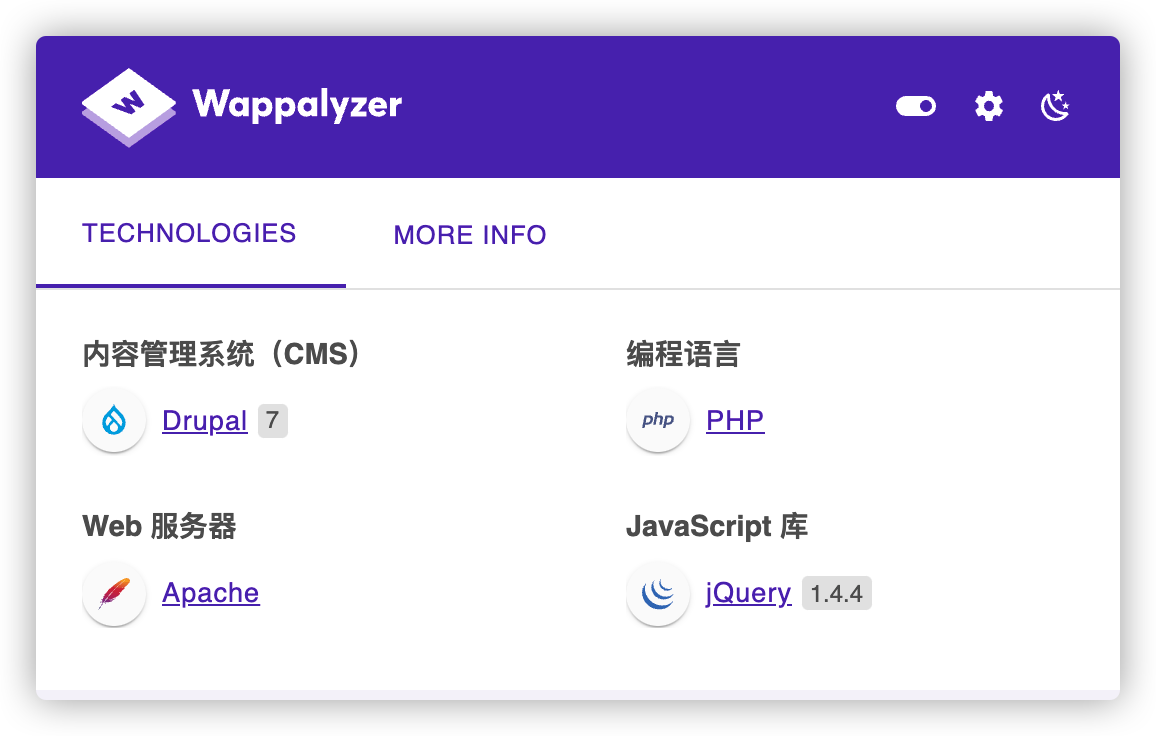 Wappalyzer
TECHNOLOGIES
MORE INFO
内容管理系统（CMS）
Drupal 7
编程语言
php PHP
Web 服务器
Apache
JavaScript 库
jQuery 1.4.4